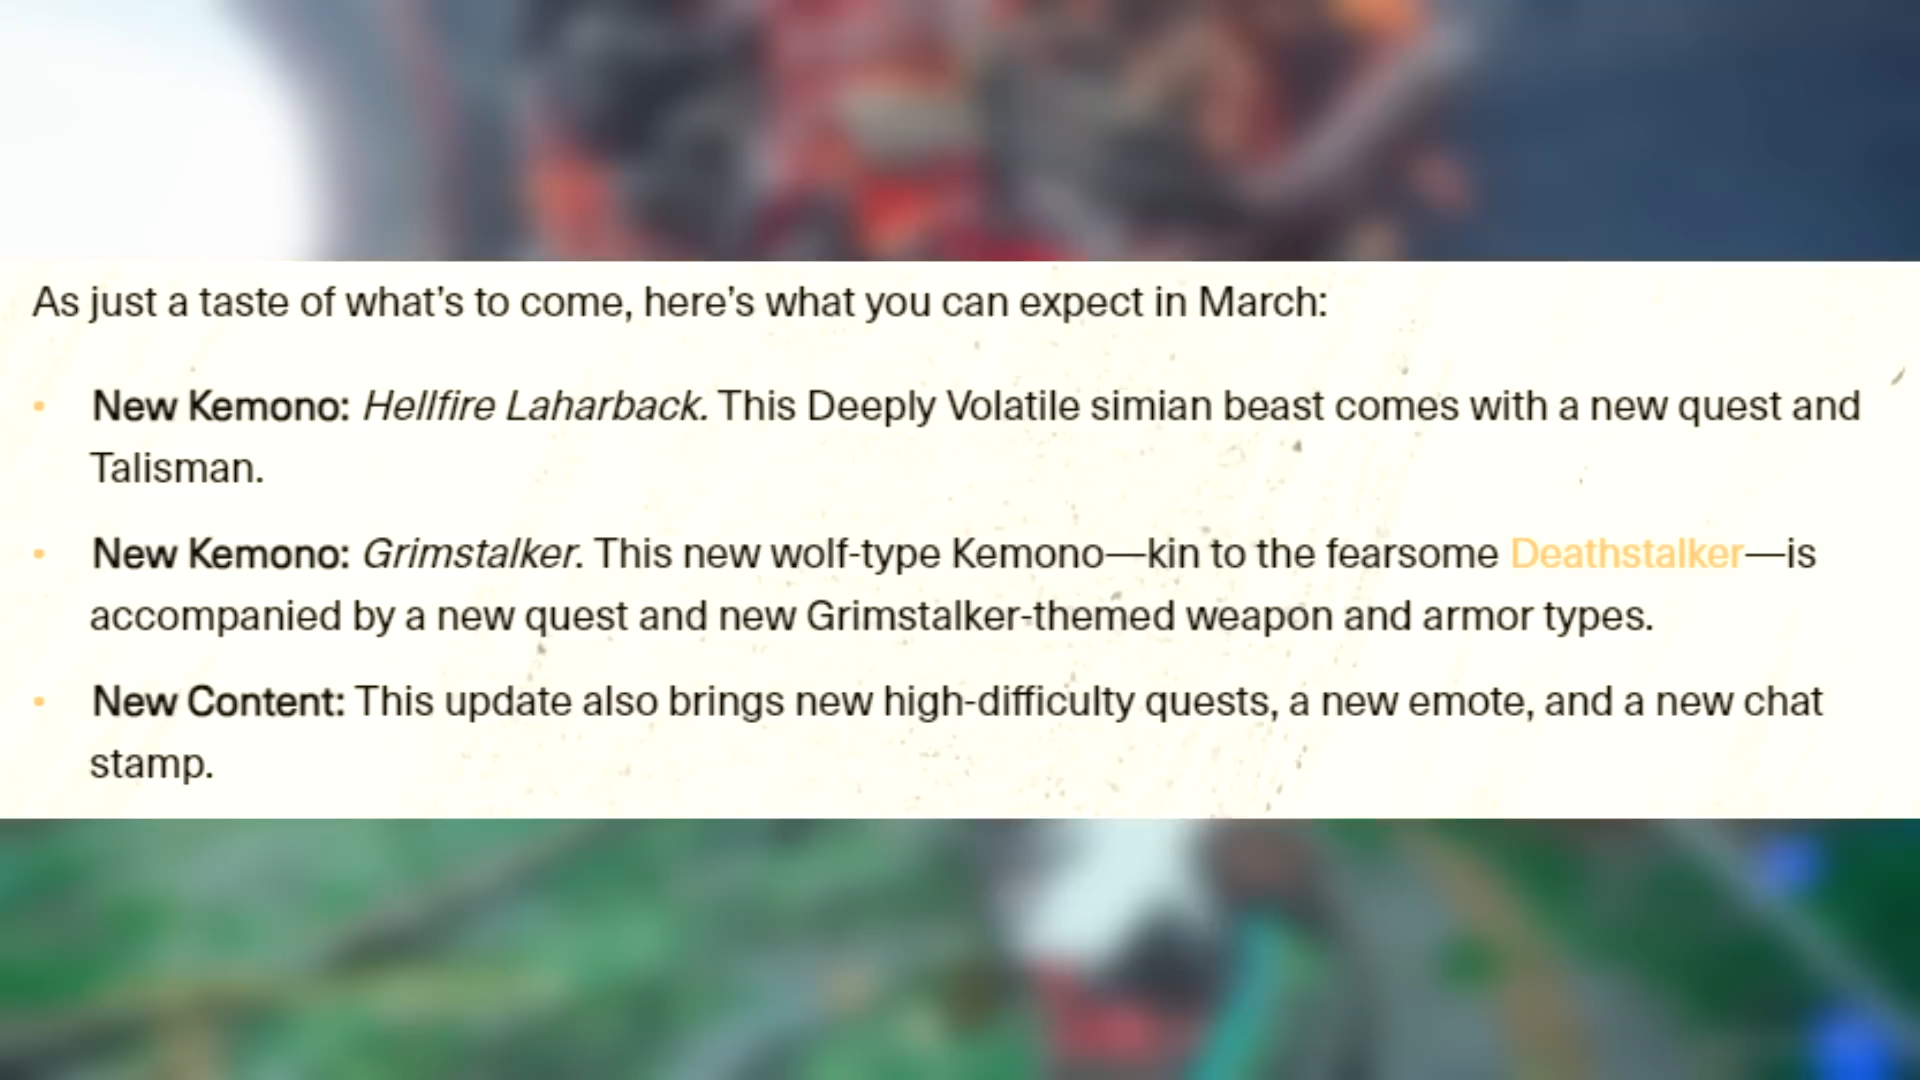 As just a taste of what’s to come, here’s what you can expect in March:
• New Kemono: Hellfire Laharback. This Deeply Volatile simian beast comes with a new quest and
Talisman.
• New Kemono: Grimstalker. This new wolf-type Kemono—kin to the fearsome Deathstalker—is
accompanied by a new quest and new Grimstalker-themed weapon and armor types.
• New Content: This update also brings new high-difficulty quests, a new emote, and a new chat
stamp.